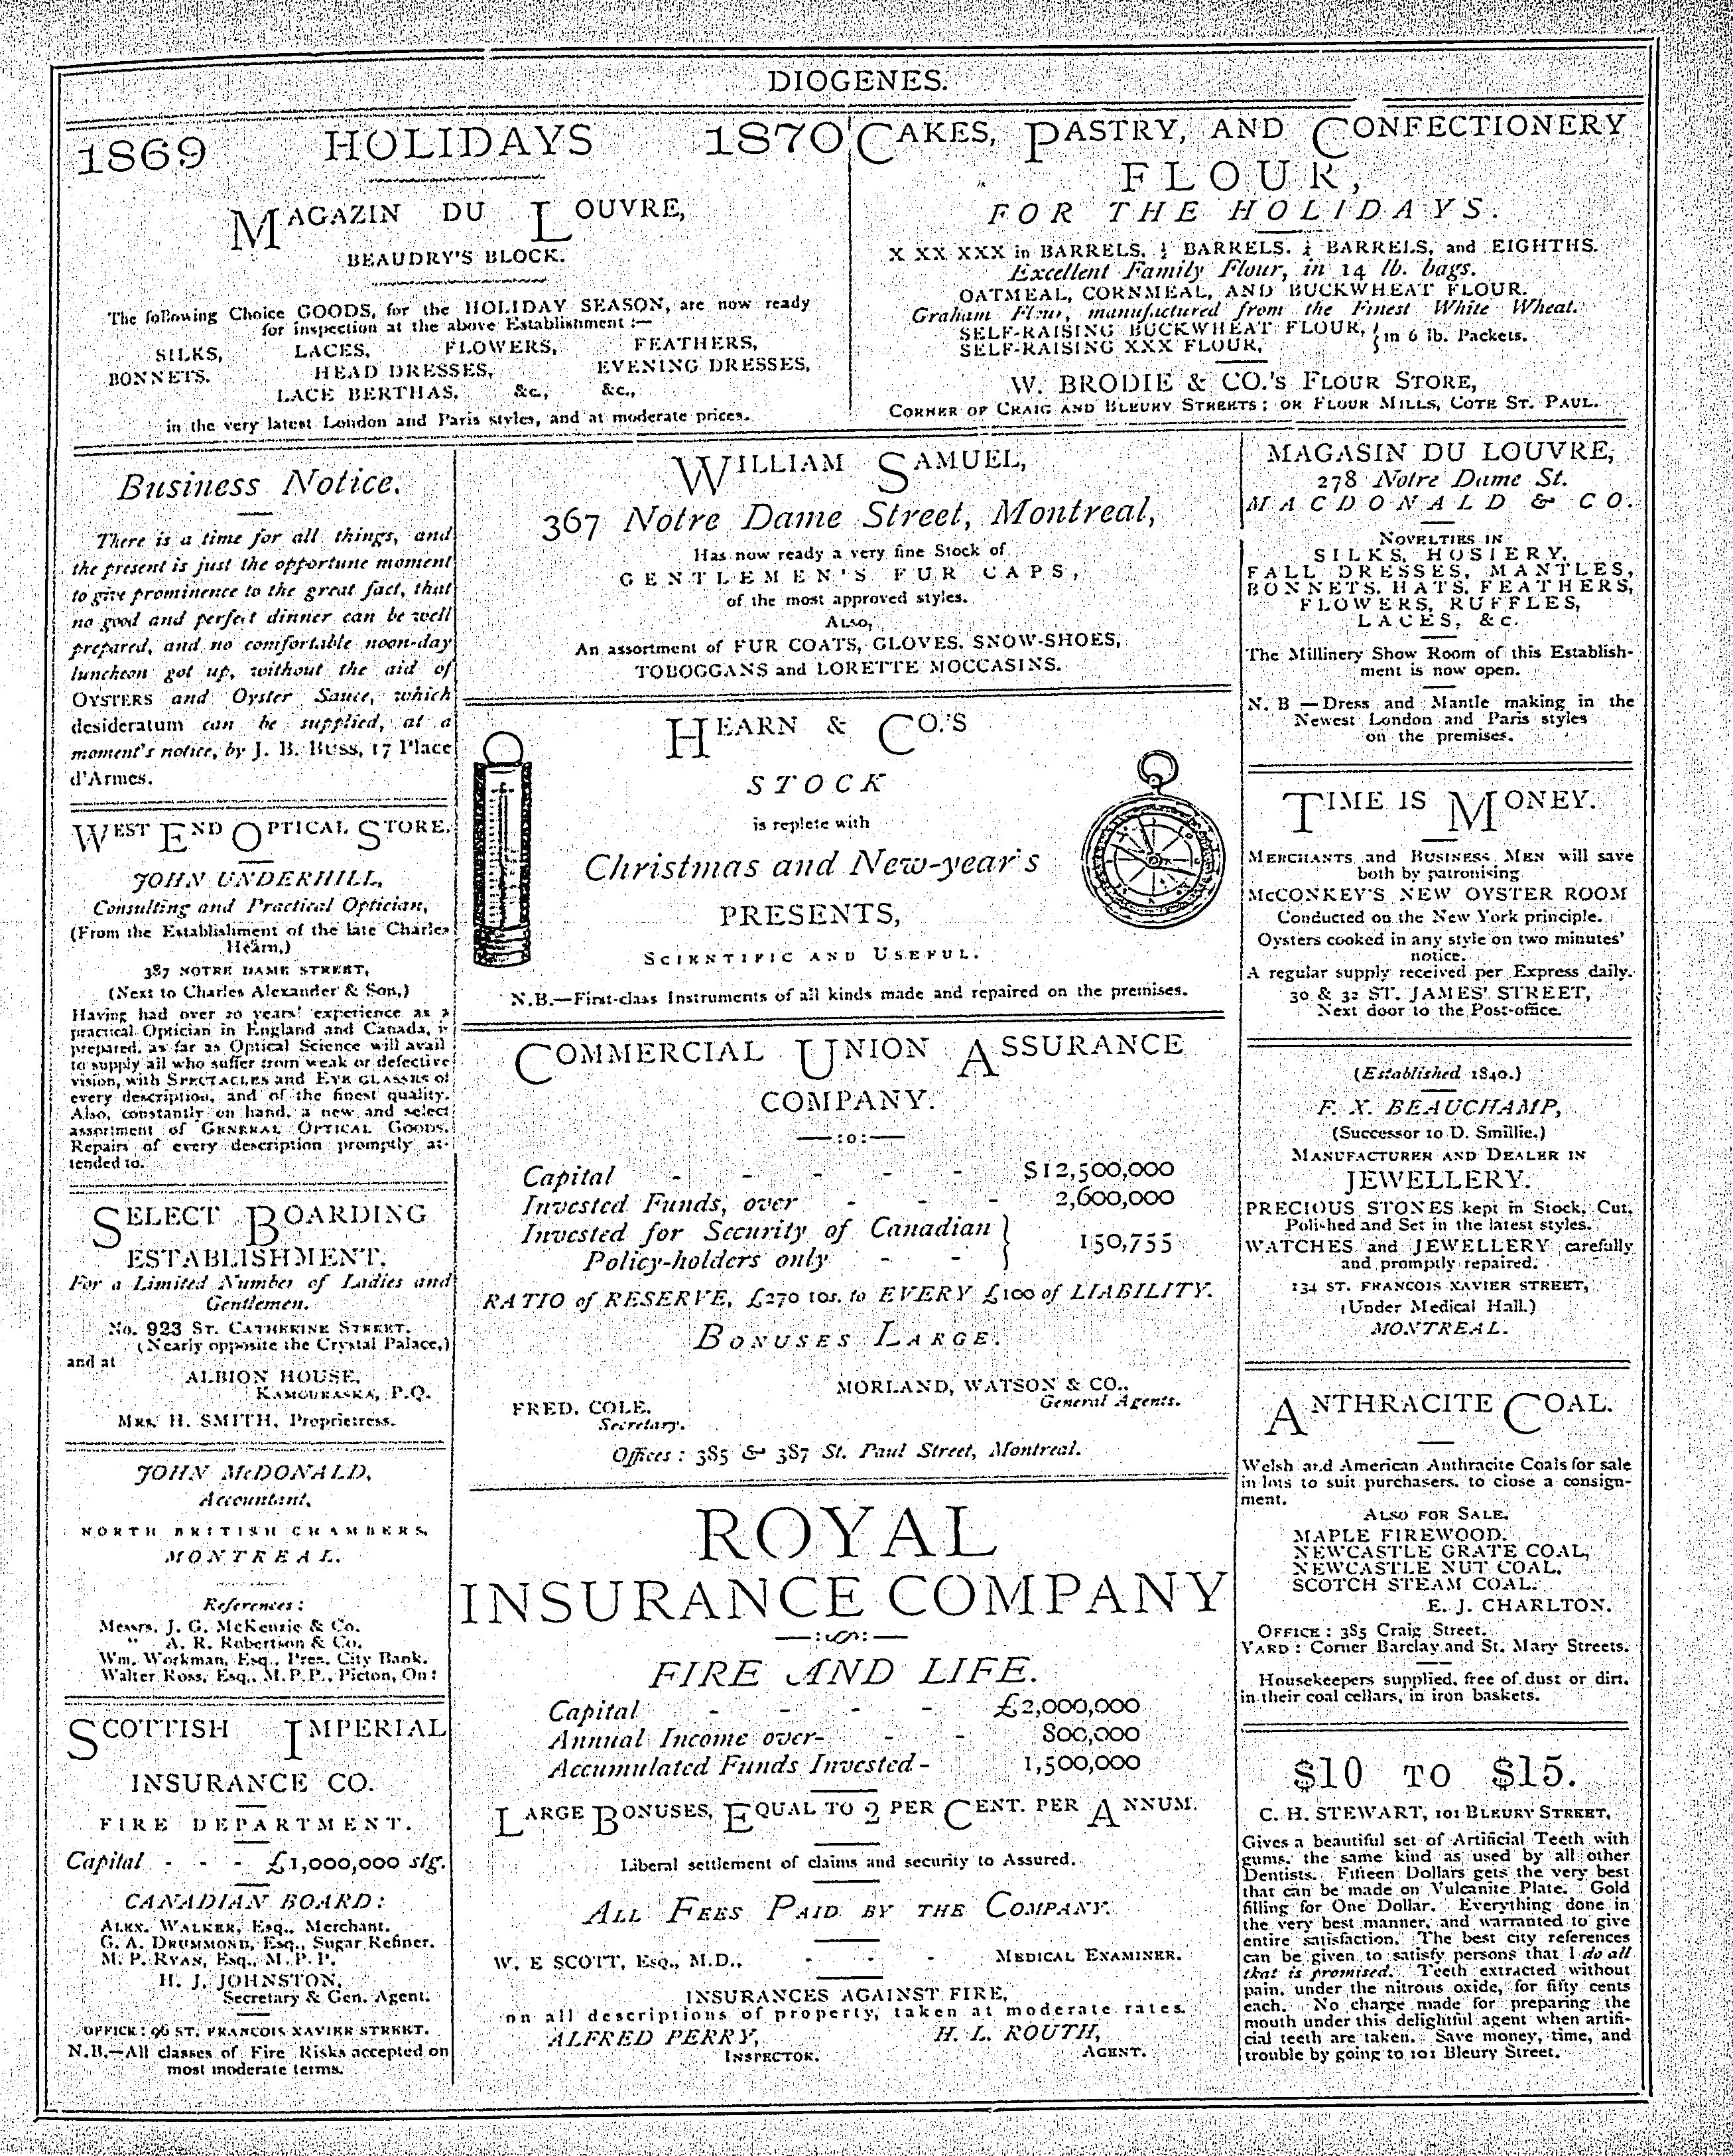 DIOGENES.
1869 HOLIDAYS 1870
MAGAZIN DU LOUVRE,
BEAUDRY'S BLOCK.
The following Choice GOODS, for the HOLIDAY SEASON, are now ready
for inspection at the above Establishment :—
SILKS, LACES, FLOWERS, FEATHERS,
BONNETS. HEAD DRESSES, EVENING DRESSES,
LACE BERTHAS, &c., &c.,
in the very latest London and Paris styles, and at moderate prices.
CAKES, PASTRY, AND CONFECTIONERY
FLOUR,
FOR THE HOLIDAYS.
X XX XXX in BARRELS, BARRELS. BARRELS, and EIGHTHS.
Excellent Family Flour, in 14 lb. bags.
OATMEAL, CORNMEAL, AND BUCKWHEAT FLOUR.
Graham Flour, manufactured from the Finest White Wheat.
SELF-RAISING BUCKWHEAT FLOUR, } in 6 lb. Packets.
SELF-RAISING XXX FLOUR,
W. BRODIE & CO.'S FLOUR STORE,
CORNER OF CRAIG AND BLEURY STREETS; OR FLOUR MILLS, COTE ST. PAUL.
Business Notice.
There is a time for all things, and
the present is just the opportune moment
to give prominence to the great fact, that
no good and perfect dinner can be well
prepared, and no comfortable noon-day
luncheon got up, without the aid of
OYSTERS and Oyster Sauce, which
desideratum can be supplied, at a
moment's notice, by J. B. BUSS, 17 Place
d'Armes.
WEST END OPTICAL STORE.
JOHN UNDERHILL,
Consulting and Practical Optician,
(From the Establishment of the late Charles
Hearn,)
387 NOTRE DAME STREET,
(Next to Charles Alexander & Son,)
Having had over 20 years' experience as a
practical Optician in England and Canada, is
prepared, as far as Optical Science will avail
to supply all who suffer from weak or defective
vision, with SPECTACLES and EYE GLASSES of
every description, and of the finest quality.
Also, constantly on hand, a new and select
assortment of GENERAL OPTICAL GOODS.
Repairs of every description promptly at-
tended to.
SELECT BOARDING
ESTABLISHMENT,
For a Limited Number of Ladies and
Gentlemen.
No. 923 ST. CATHERINE STREET,
(Nearly opposite the Crystal Palace,)
and at
ALBION HOUSE,
KAMOURASKA, P.Q.
MRS. H. SMITH, Proprietress.
JOHN McDONALD,
Accountant,
NORTH BRITISH CHAMBERS,
MONTREAL.
References :
Messrs. J. G. McKenzie & Co.
" A. R. Robertson & Co.
Wm. Workman, Esq., Pres. City Bank.
Walter Ross, Esq., M.P.P., Picton, Ont
SCOTTISH IMPERIAL
INSURANCE CO.
FIRE DEPARTMENT.
Capital - - - £1,000,000 stg.
CANADIAN BOARD:
ALEX. WALKER, Esq., Merchant.
G. A. DRUMMOND, Esq., Sugar Refiner.
M. P. RYAN, Esq., M. P. P.
H. J. JOHNSTON,
Secretary & Gen. Agent.
OFFICE: 96 ST. FRANCOIS XAVIER STREET.
N.B.—All classes of Fire Risks accepted on
most moderate terms.
WILLIAM SAMUEL,
367 Notre Dame Street, Montreal,
Has now ready a very fine Stock of
GENTLEMEN'S FUR CAPS,
of the most approved styles.
ALSO,
An assortment of FUR COATS, GLOVES, SNOW-SHOES,
TOBOGGANS and LORETTE MOCCASINS.
HEARN & CO.'S
STOCK
is replete with
Christmas and New-year's
PRESENTS,
SCIENTIFIC AND USEFUL.
N.B.—First-class Instruments of all kinds made and repaired on the premises.
COMMERCIAL UNION ASSURANCE
COMPANY.
—:o:—
Capital - - - - - $12,500,000
Invested Funds, over - - - 2,600,000
Invested for Security of Canadian } 150,755
Policy-holders only - -
RATIO of RESERVE, £270 10s. to EVERY £100 of LIABILITY.
BONUSES LARGE.
MORLAND, WATSON & CO.,
General Agents.
FRED. COLE,
Secretary.
Offices : 385 & 387 St. Paul Street, Montreal.
ROYAL
INSURANCE COMPANY
FIRE AND LIFE.
Capital - - - - £2,000,000
Annual Income over- - - 800,000
Accumulated Funds Invested - 1,500,000
LARGE BONUSES, EQUAL TO 2 PER CENT. PER ANNUM.
Liberal settlement of claims and security to Assured.
ALL FEES PAID BY THE COMPANY.
W. E SCOTT, ESQ., M.D., - - - MEDICAL EXAMINER.
INSURANCES AGAINST FIRE,
on all descriptions of property, taken at moderate rates.
ALFRED PERRY, H. L. ROUTH,
INSPECTOR. AGENT.
MAGASIN DU LOUVRE,
278 Notre Dame St.
MACDONALD & CO.
NOVELTIES IN
SILKS, HOSIERY,
FALL DRESSES, MANTLES,
BONNETS, HATS, FEATHERS,
FLOWERS, RUFFLES,
LACES, &c.
The Millinery Show Room of this Establish-
ment is now open.
N. B —Dress and Mantle making in the
Newest London and Paris styles
on the premises.
TIME IS MONEY.
MERCHANTS and BUSINESS MEN will save
both by patronising
McCONKEY'S NEW OYSTER ROOM
Conducted on the New York principle.
Oysters cooked in any style on two minutes'
notice.
A regular supply received per Express daily.
30 & 32 ST. JAMES' STREET,
Next door to the Post-office.
(Established 1840.)
F. X. BEAUCHAMP,
(Successor to D. Smillie.)
MANUFACTURER AND DEALER IN
JEWELLERY.
PRECIOUS STONES kept in Stock, Cut,
Polished and Set in the latest styles.
WATCHES and JEWELLERY carefully
and promptly repaired.
134 ST. FRANCOIS XAVIER STREET,
(Under Medical Hall.)
MONTREAL.
ANTHRACITE COAL.
Welsh and American Anthracite Coals for sale
in lots to suit purchasers, to close a consign-
ment.
ALSO FOR SALE,
MAPLE FIREWOOD.
NEWCASTLE GRATE COAL,
NEWCASTLE NUT COAL.
SCOTCH STEAM COAL.
E. J. CHARLTON.
OFFICE : 385 Craig Street.
YARD : Corner Barclay and St. Mary Streets.
Housekeepers supplied, free of dust or dirt,
in their coal cellars, in iron baskets.
$10 TO $15.
C. H. STEWART, 101 BLEURY STREET,
Gives a beautiful set of Artificial Teeth with
gums, the same kind as used by all other
Dentists. Fifteen Dollars gets the very best
that can be made on Vulcanite Plate. Gold
filling for One Dollar. Everything done in
the very best manner, and warranted to give
entire satisfaction. The best city references
can be given to satisfy persons that I do all
that is promised. Teeth extracted without
pain, under the nitrous oxide, for fifty cents
each. No charge made for preparing the
mouth under this delightful agent when artifi-
cial teeth are taken. Save money, time, and
trouble by going to 101 Bleury Street.